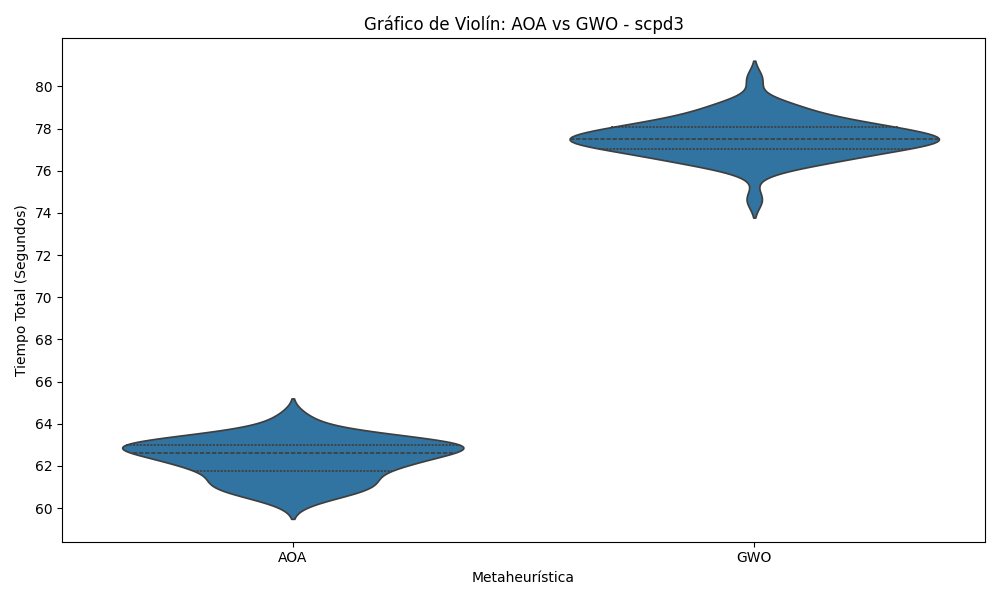 Gráfico de Violín: AOA vs GWO - scpd3
Tiempo Total (Segundos)
80
78
76
74
72
70
68
66
64
62
60
AOA
GWO
Metaheurística